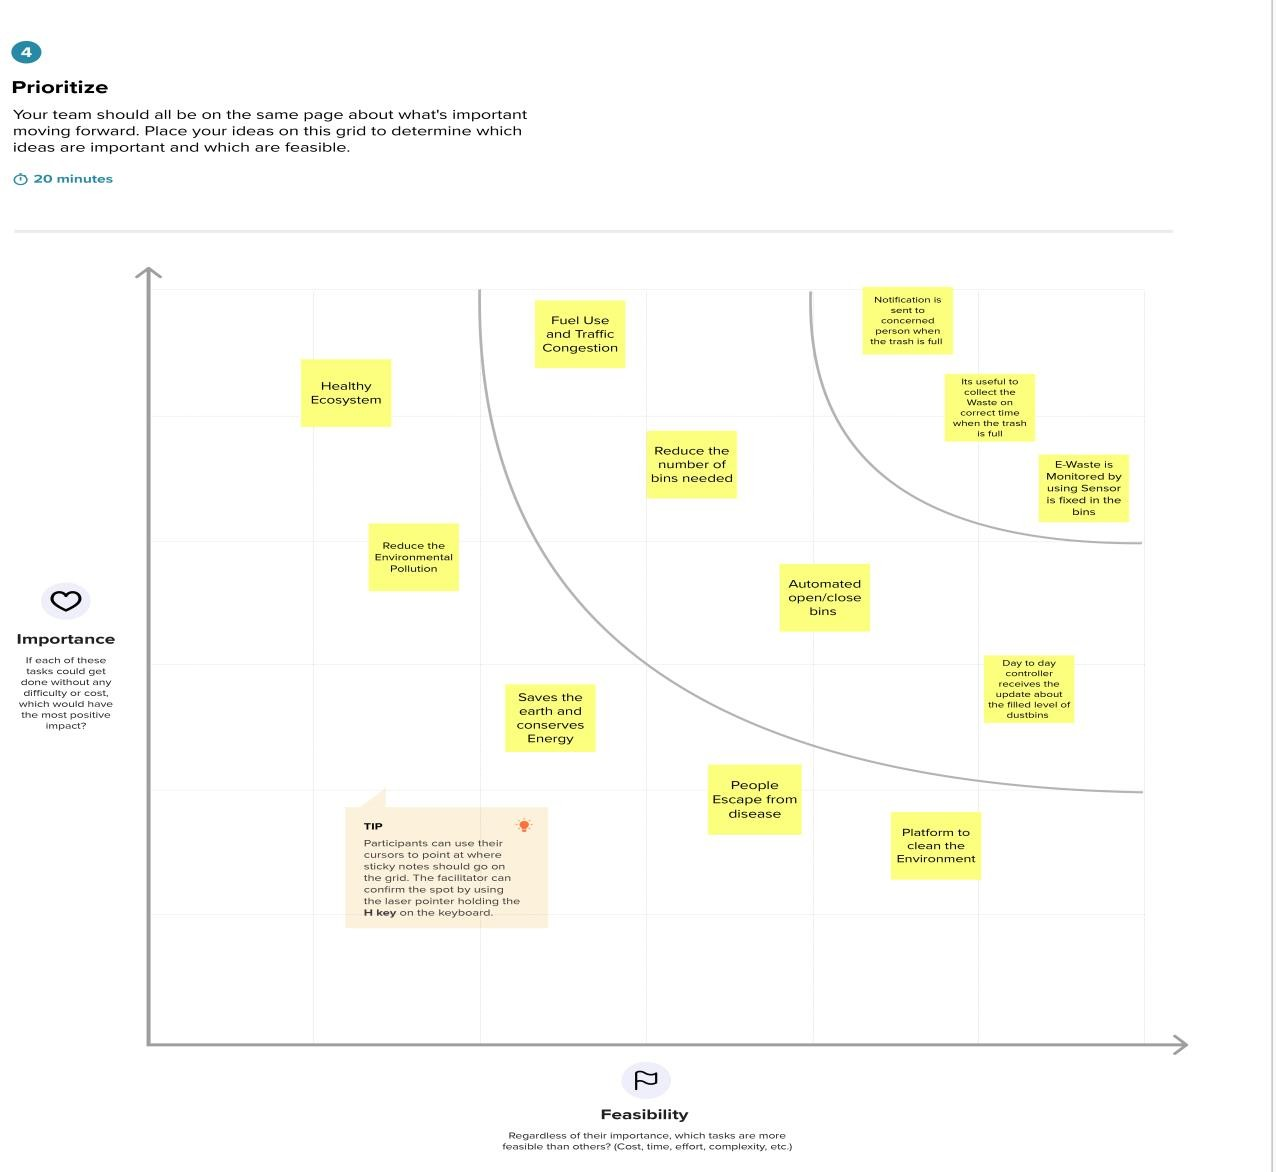 4
Prioritize
Your team should all be on the same page about what's important
moving forward. Place your ideas on this grid to determine which
ideas are important and which are feasible.
20 minutes
Fuel Use
and Traffic
Congestion
Notification is
sent to
concerned
person when
the trash is full
Healthy
Ecosystem
Its useful to
collect the
Waste on
correct time
when the trash
is full
Reduce the
number of
bins needed
E-Waste is
Monitored by
using Sensor
is fixed in the
bins
Reduce the
Environmental
Pollution
Automated
open/close
bins
Importance
If each of these
tasks could get
done without any
difficulty or cost,
which would have
the most positive
impact?
Day to day
controller
receives the
update about
the filled level of
dustbins
Saves the
earth and
conserves
Energy
People
Escape from
disease
Platform to
clean the
Environment
TIP
Participants can use their
cursors to point at where
sticky notes should go on
the grid. The facilitator can
confirm the spot by using
the laser pointer holding the
H key on the keyboard.
Feasibility
Regardless of their importance, which tasks are more
feasible than others? (Cost, time, effort, complexity, etc.)